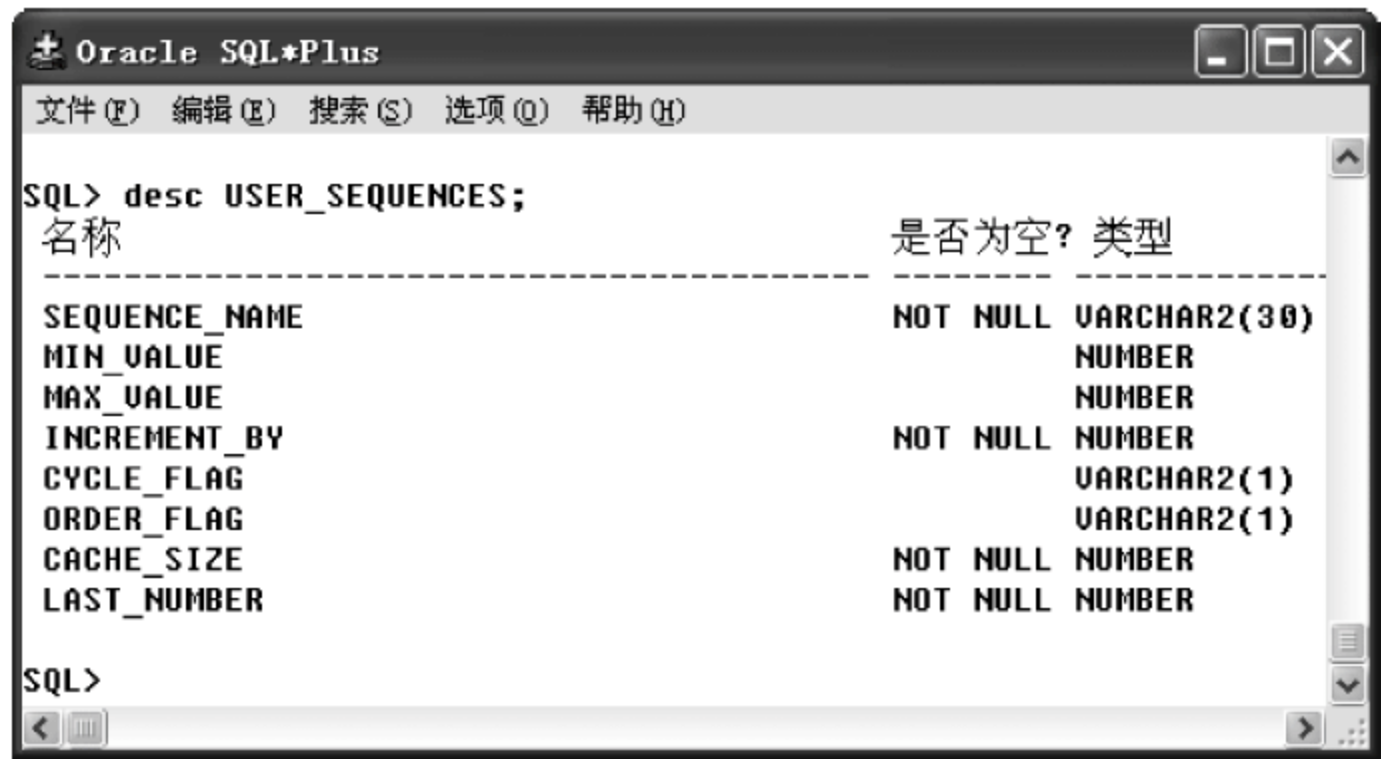 Oracle SQL*Plus
文件(F) 编辑(E) 搜索(S) 选项(O) 帮助(H)
SQL> desc USER_SEQUENCES;
名称 是否为空? 类型
----------------------------------------- -------- -------------
SEQUENCE_NAME NOT NULL VARCHAR2(30)
MIN_VALUE NUMBER
MAX_VALUE NUMBER
INCREMENT_BY NOT NULL NUMBER
CYCLE_FLAG VARCHAR2(1)
ORDER_FLAG VARCHAR2(1)
CACHE_SIZE NOT NULL NUMBER
LAST_NUMBER NOT NULL NUMBER
SQL>